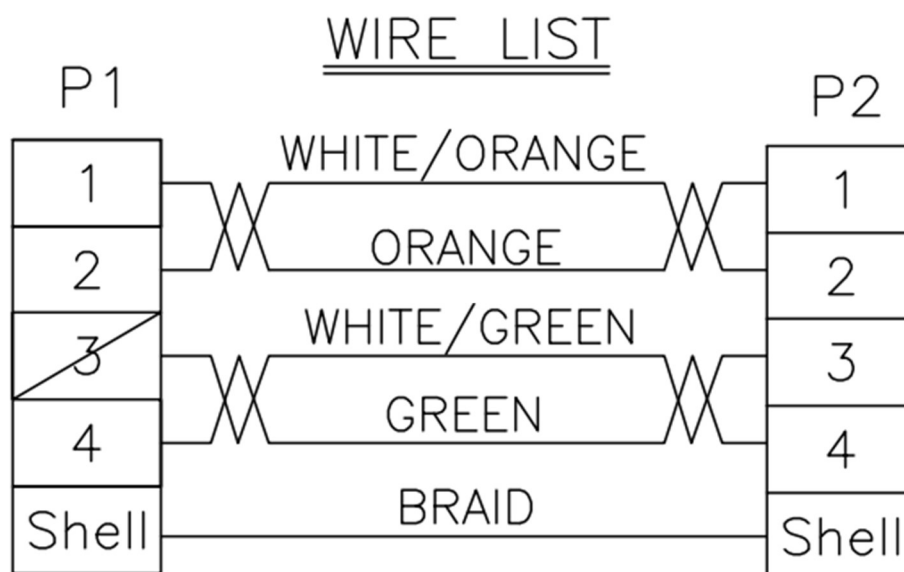 WIRE LIST
P1
P2
WHITE/ORANGE
1
1
ORANGE
2
2
WHITE/GREEN
3
3
GREEN
4
4
BRAID
Shell
Shell